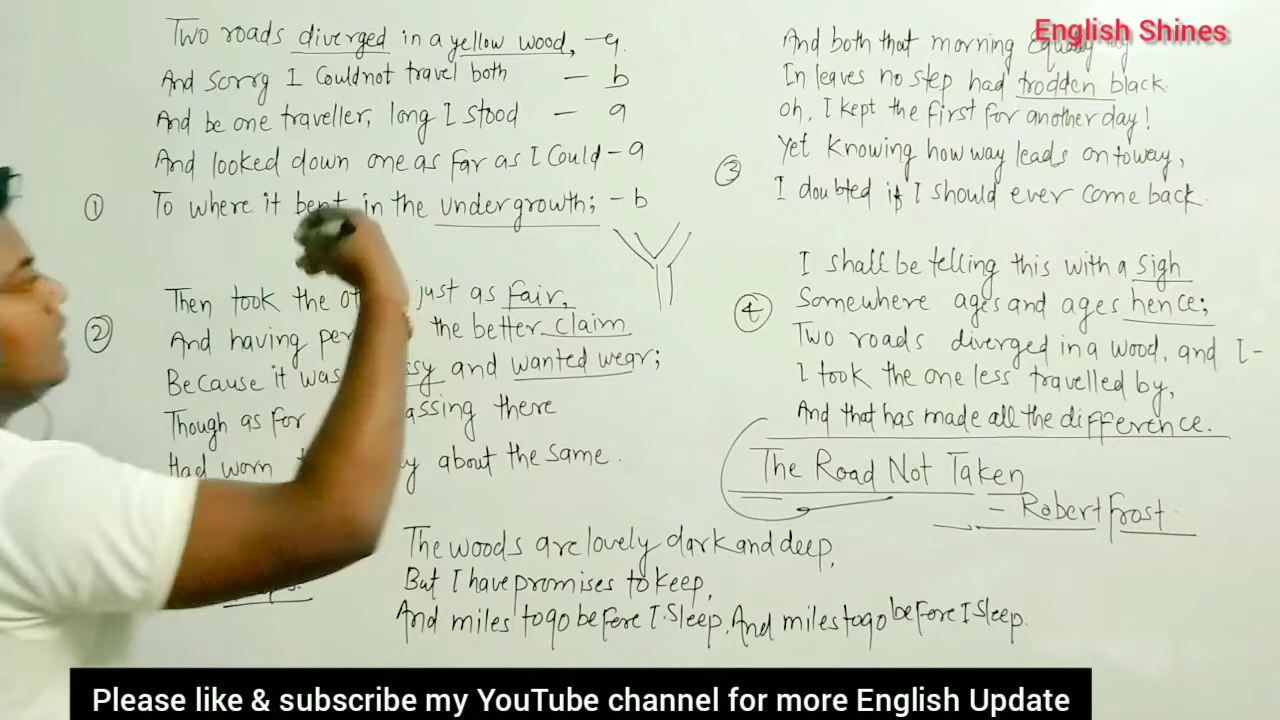 Two roads diverged in a yellow wood, - a
And sorry I Could not travel both - b
And be one traveller, long I stood - a
And looked down one as far as I Could - a
① To where it bent in the undergrowth; - b
Then took the just as fair,
② And having per the better claim
Because it was ssy and wanted wear;
Though as for assing there
Had worn y about the same.
English Shines
And both that morning Equally
In leaves no step had trodden black
oh, I kept the first for another day!
③ Yet knowing how way leads on to way,
I doubted if I should ever come back.
I shall be telling this with a sigh
④ Somewhere ages and ages hence;
Two roads diverged in a wood, and I -
I took the one less travelled by,
And that has made all the difference.
The Road Not Taken
- Robert Frost
The woods are lovely dark and deep,
But I have promises to keep,
And miles to go before I Sleep, And miles to go before I Sleep.
Please like & subscribe my YouTube channel for more English Update